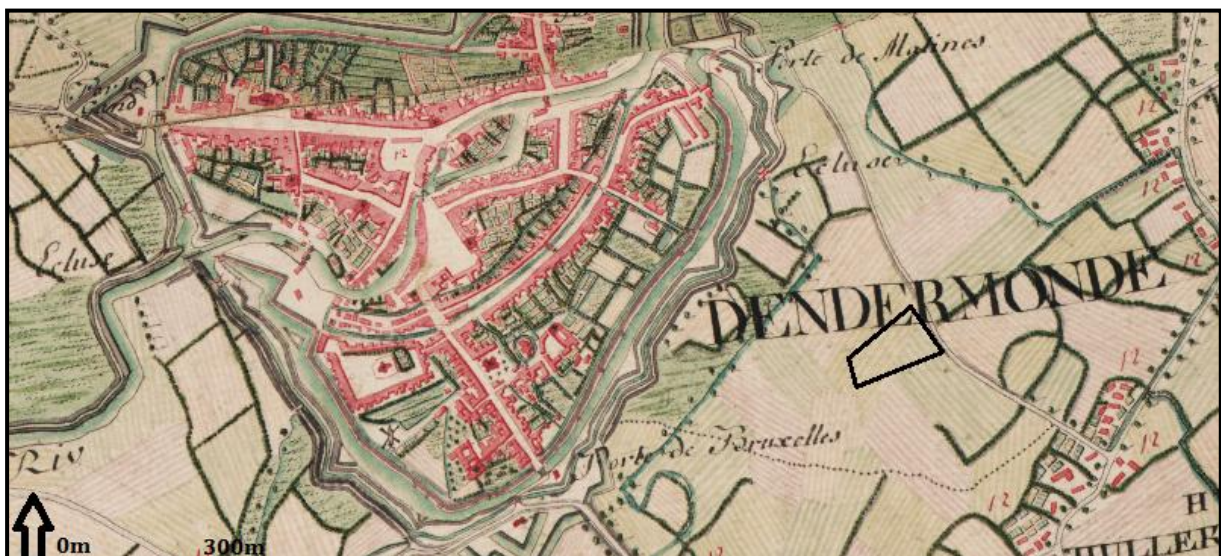 Porte de
Gand
Porte de Malines
12
12
Ecluse
12
Ecluse
12
DENDERMONDE
12
12
Porte de Bruxelles
12
RIV
H
0m 300m
HULLER